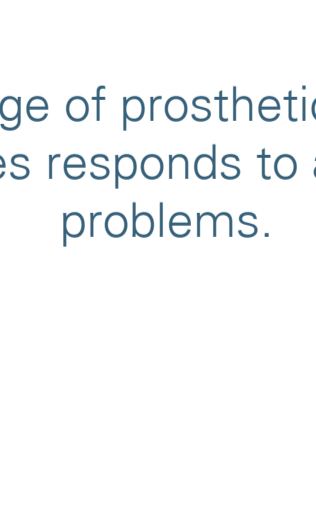 ge of prosthetic
es responds to a
problems.